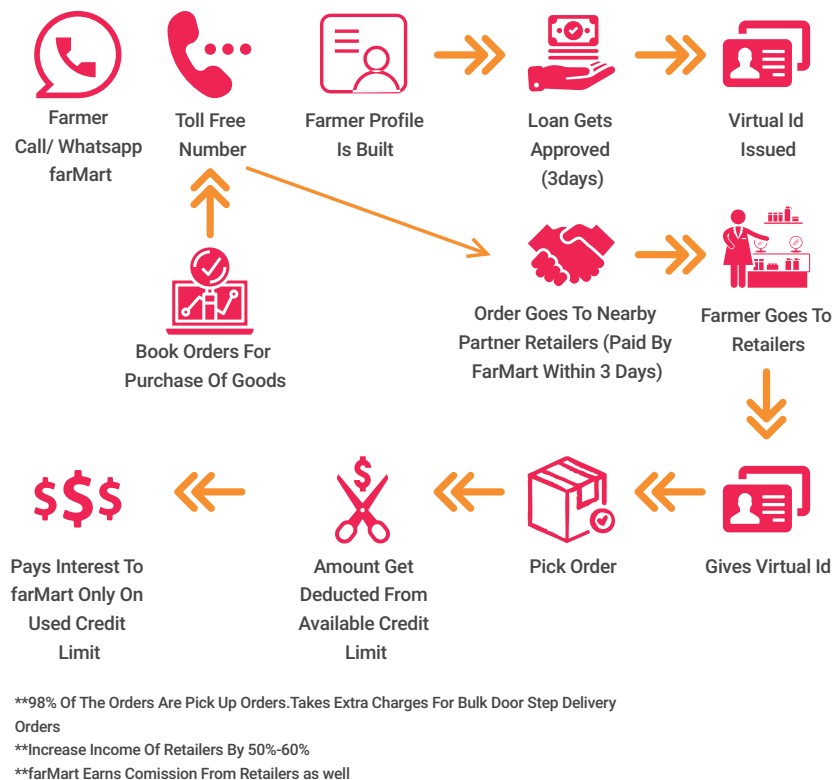 Farmer
Call/ Whatsapp
farMart
Toll Free
Number
Farmer Profile
Is Built
Loan Gets
Approved
(3days)
Virtual Id
Issued
Book Orders For
Purchase Of Goods
Order Goes To Nearby
Partner Retailers (Paid By
FarMart Within 3 Days)
Farmer Goes To
Retailers
Pays Interest To
farMart Only On
Used Credit
Limit
Amount Get
Deducted From
Available Credit
Limit
Pick Order
Gives Virtual Id
**98% Of The Orders Are Pick Up Orders.Takes Extra Charges For Bulk Door Step Delivery
Orders
**Increase Income Of Retailers By 50%-60%
**farMart Earns Comission From Retailers as well